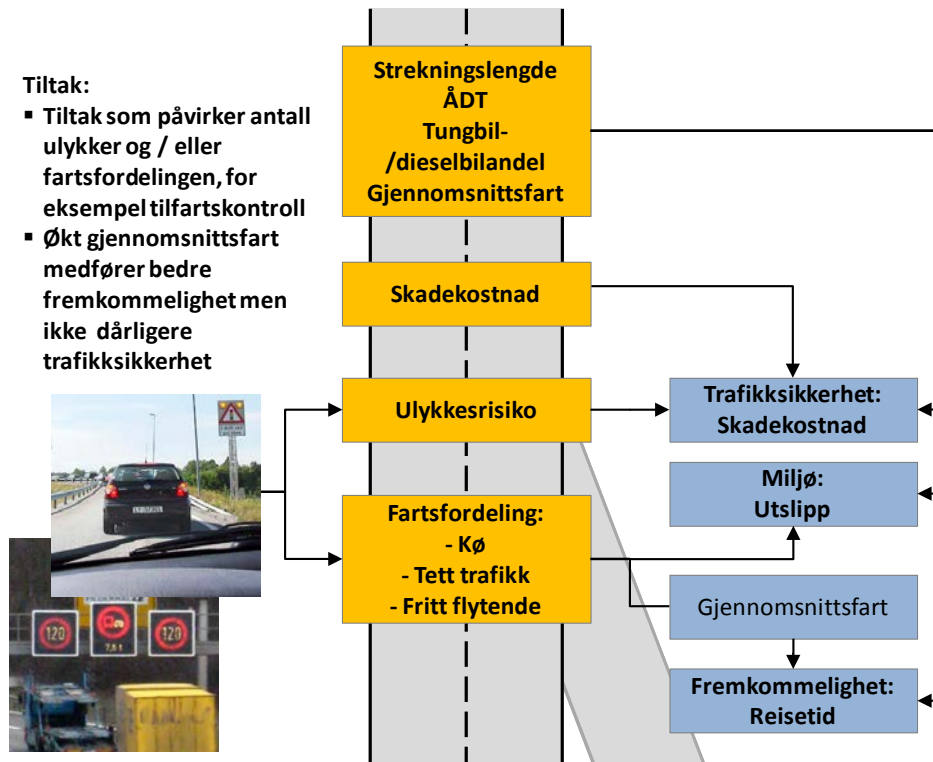 Tiltak:
▪ Tiltak som påvirker antall
ulykker og / eller
fartsfordelingen, for
eksempel tilfartskontroll
▪ Økt gjennomsnittsfart
medfører bedre
fremkommelighet men
ikke dårligere
trafikksikkerhet
Strekningslengde
ÅDT
Tungbil-
/dieselbilandel
Gjennomsnittsfart
Skadekostnad
Ulykkesrisiko
Fartsfordeling:
- Kø
- Tett trafikk
- Fritt flytende
Trafikksikkerhet:
Skadekostnad
Miljø:
Utslipp
Gjennomsnittsfart
Fremkommelighet:
Reisetid
120
7,5 t
120